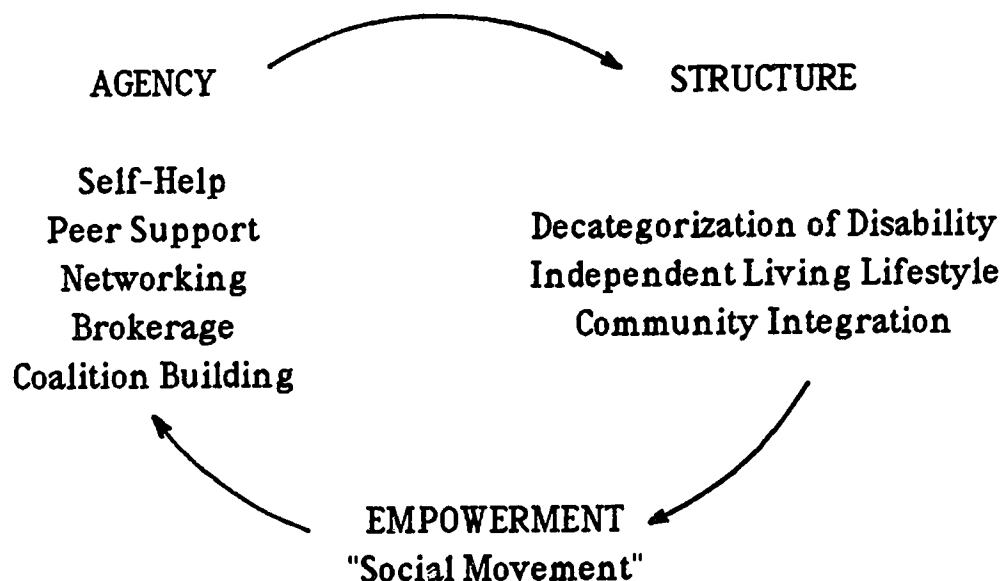 AGENCY
STRUCTURE
Self-Help
Peer Support
Networking
Brokerage
Coalition Building
Decategorization of Disability
Independent Living Lifestyle
Community Integration
EMPOWERMENT
"Social Movement"